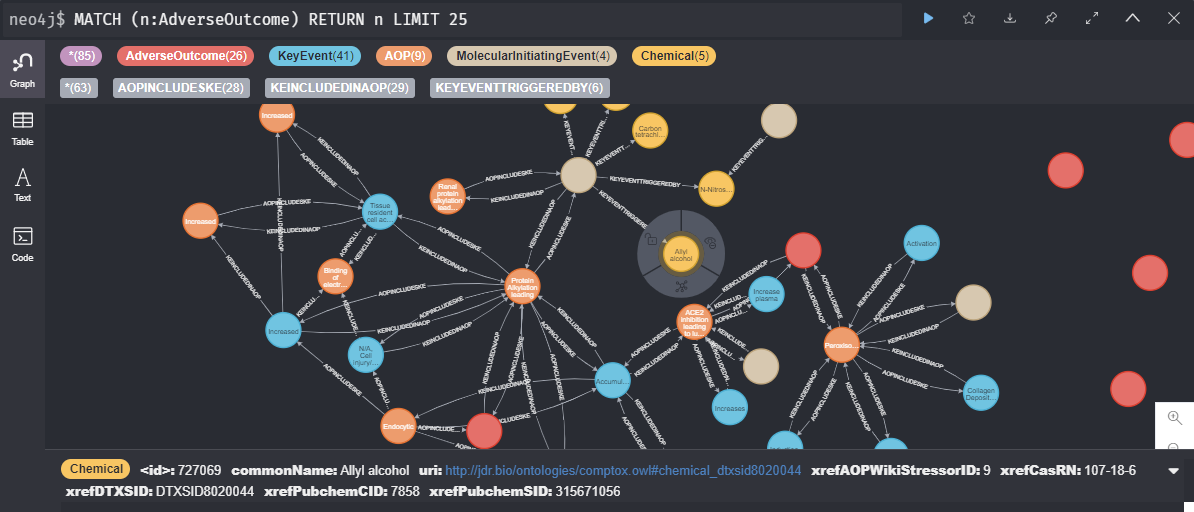 neo4j$ MATCH (n:AdverseOutcome) RETURN n LIMIT 25
*(85) AdverseOutcome(26) KeyEvent(41) AOP(9) MolecularInitiatingEvent(4) Chemical(5)
*(63) AOPINCLUDESKE(28) KEINCLUDEDINAOP(29) KEYEVENTTRIGGEREDBY(6)
Graph
Table
Text
Code
Increased
Carbon
tetrachl...
Renal
protein
alkylation
lead...
N-Nitros...
Tissue
resident
cell ac...
Increased
Allyl
alcohol
Activation
Binding
of
electr...
Protein
Alkylation
leading
Increase
plasma
ACE2
inhibition
leading
to lu...
Increased
N/A,
Cell
injury/...
Peroxiso...
Accumul...
Collagen
Deposit...
Increases
Endocytic
KEINCLUDEDINAOP
AOPINCLUDESKE
KEYEVENTTRIGGEREDBY
Chemical <id>: 727069 commonName: Allyl alcohol uri: http://jdr.bio/ontologies/comptox.owl#chemical_dtxsid8020044 xrefAOPWikiStressorID: 9 xrefCasRN: 107-18-6
xrefDTXSID: DTXSID8020044 xrefPubchemCID: 7858 xrefPubchemSID: 315671056